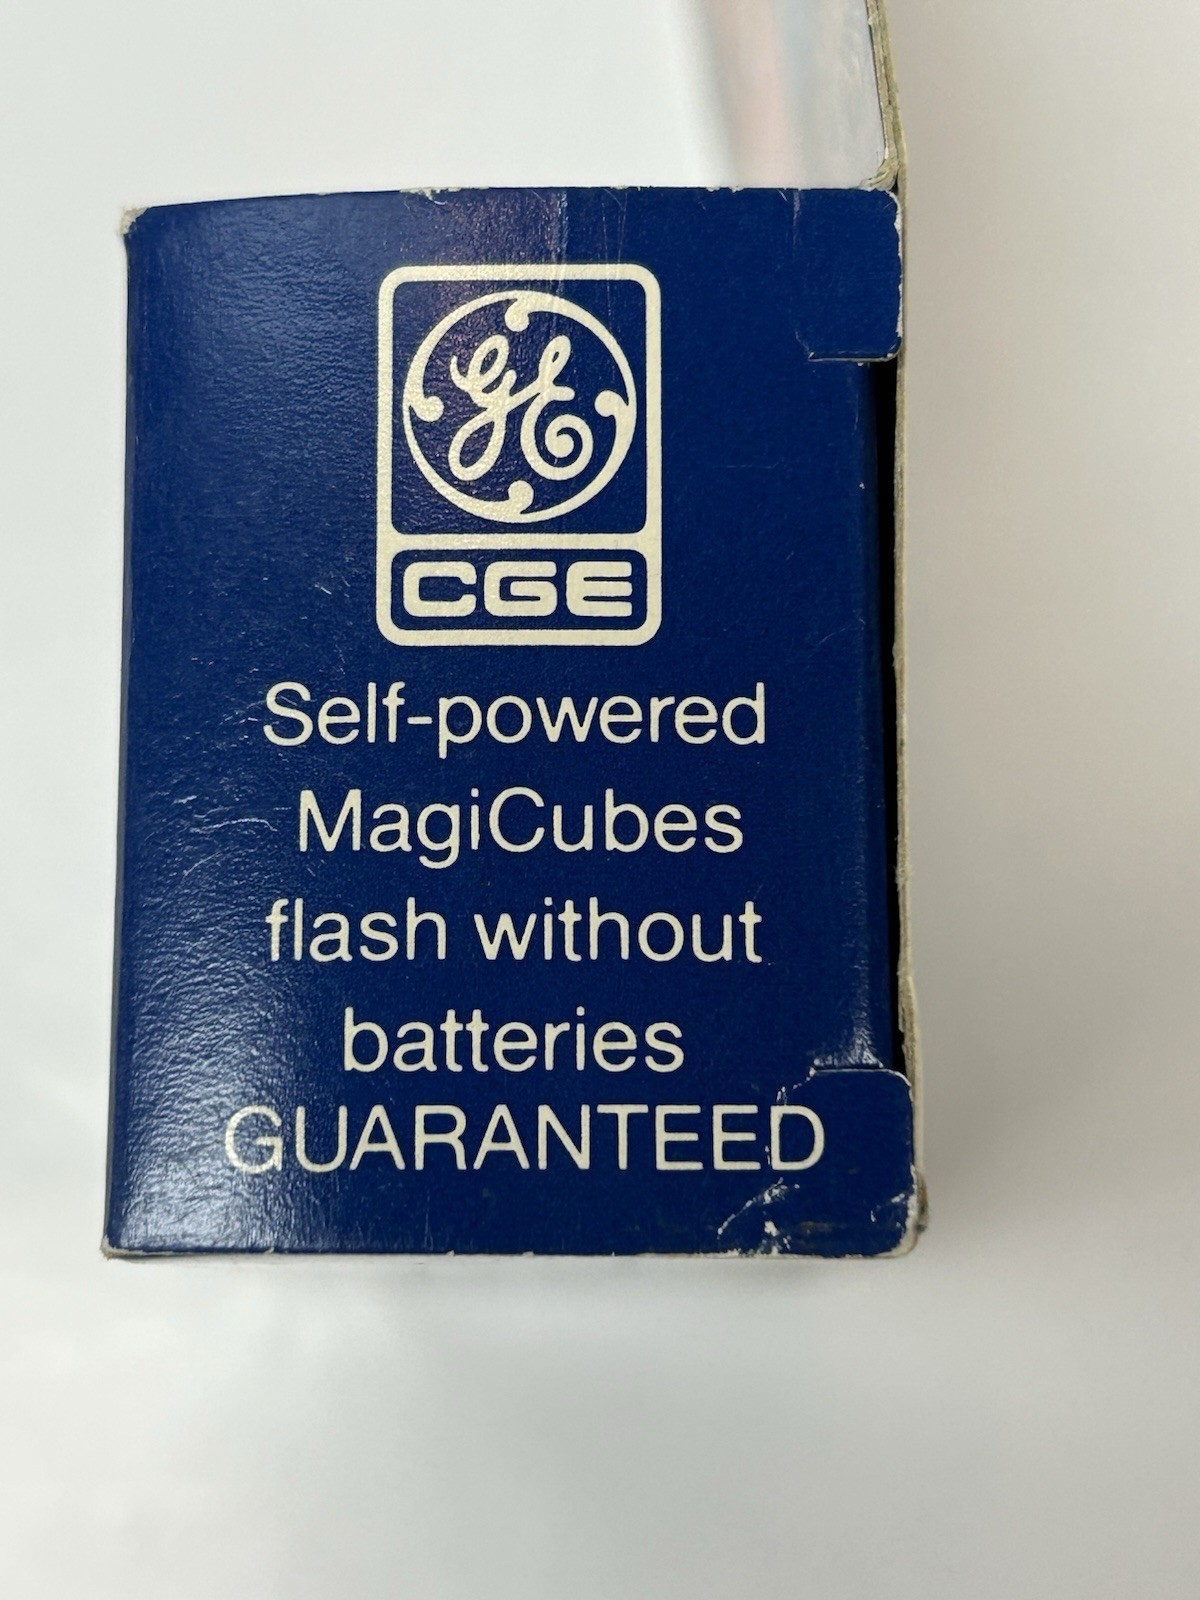 GE
CGE
Self-powered
MagiCubes
flash without
batteries
GUARANTEED